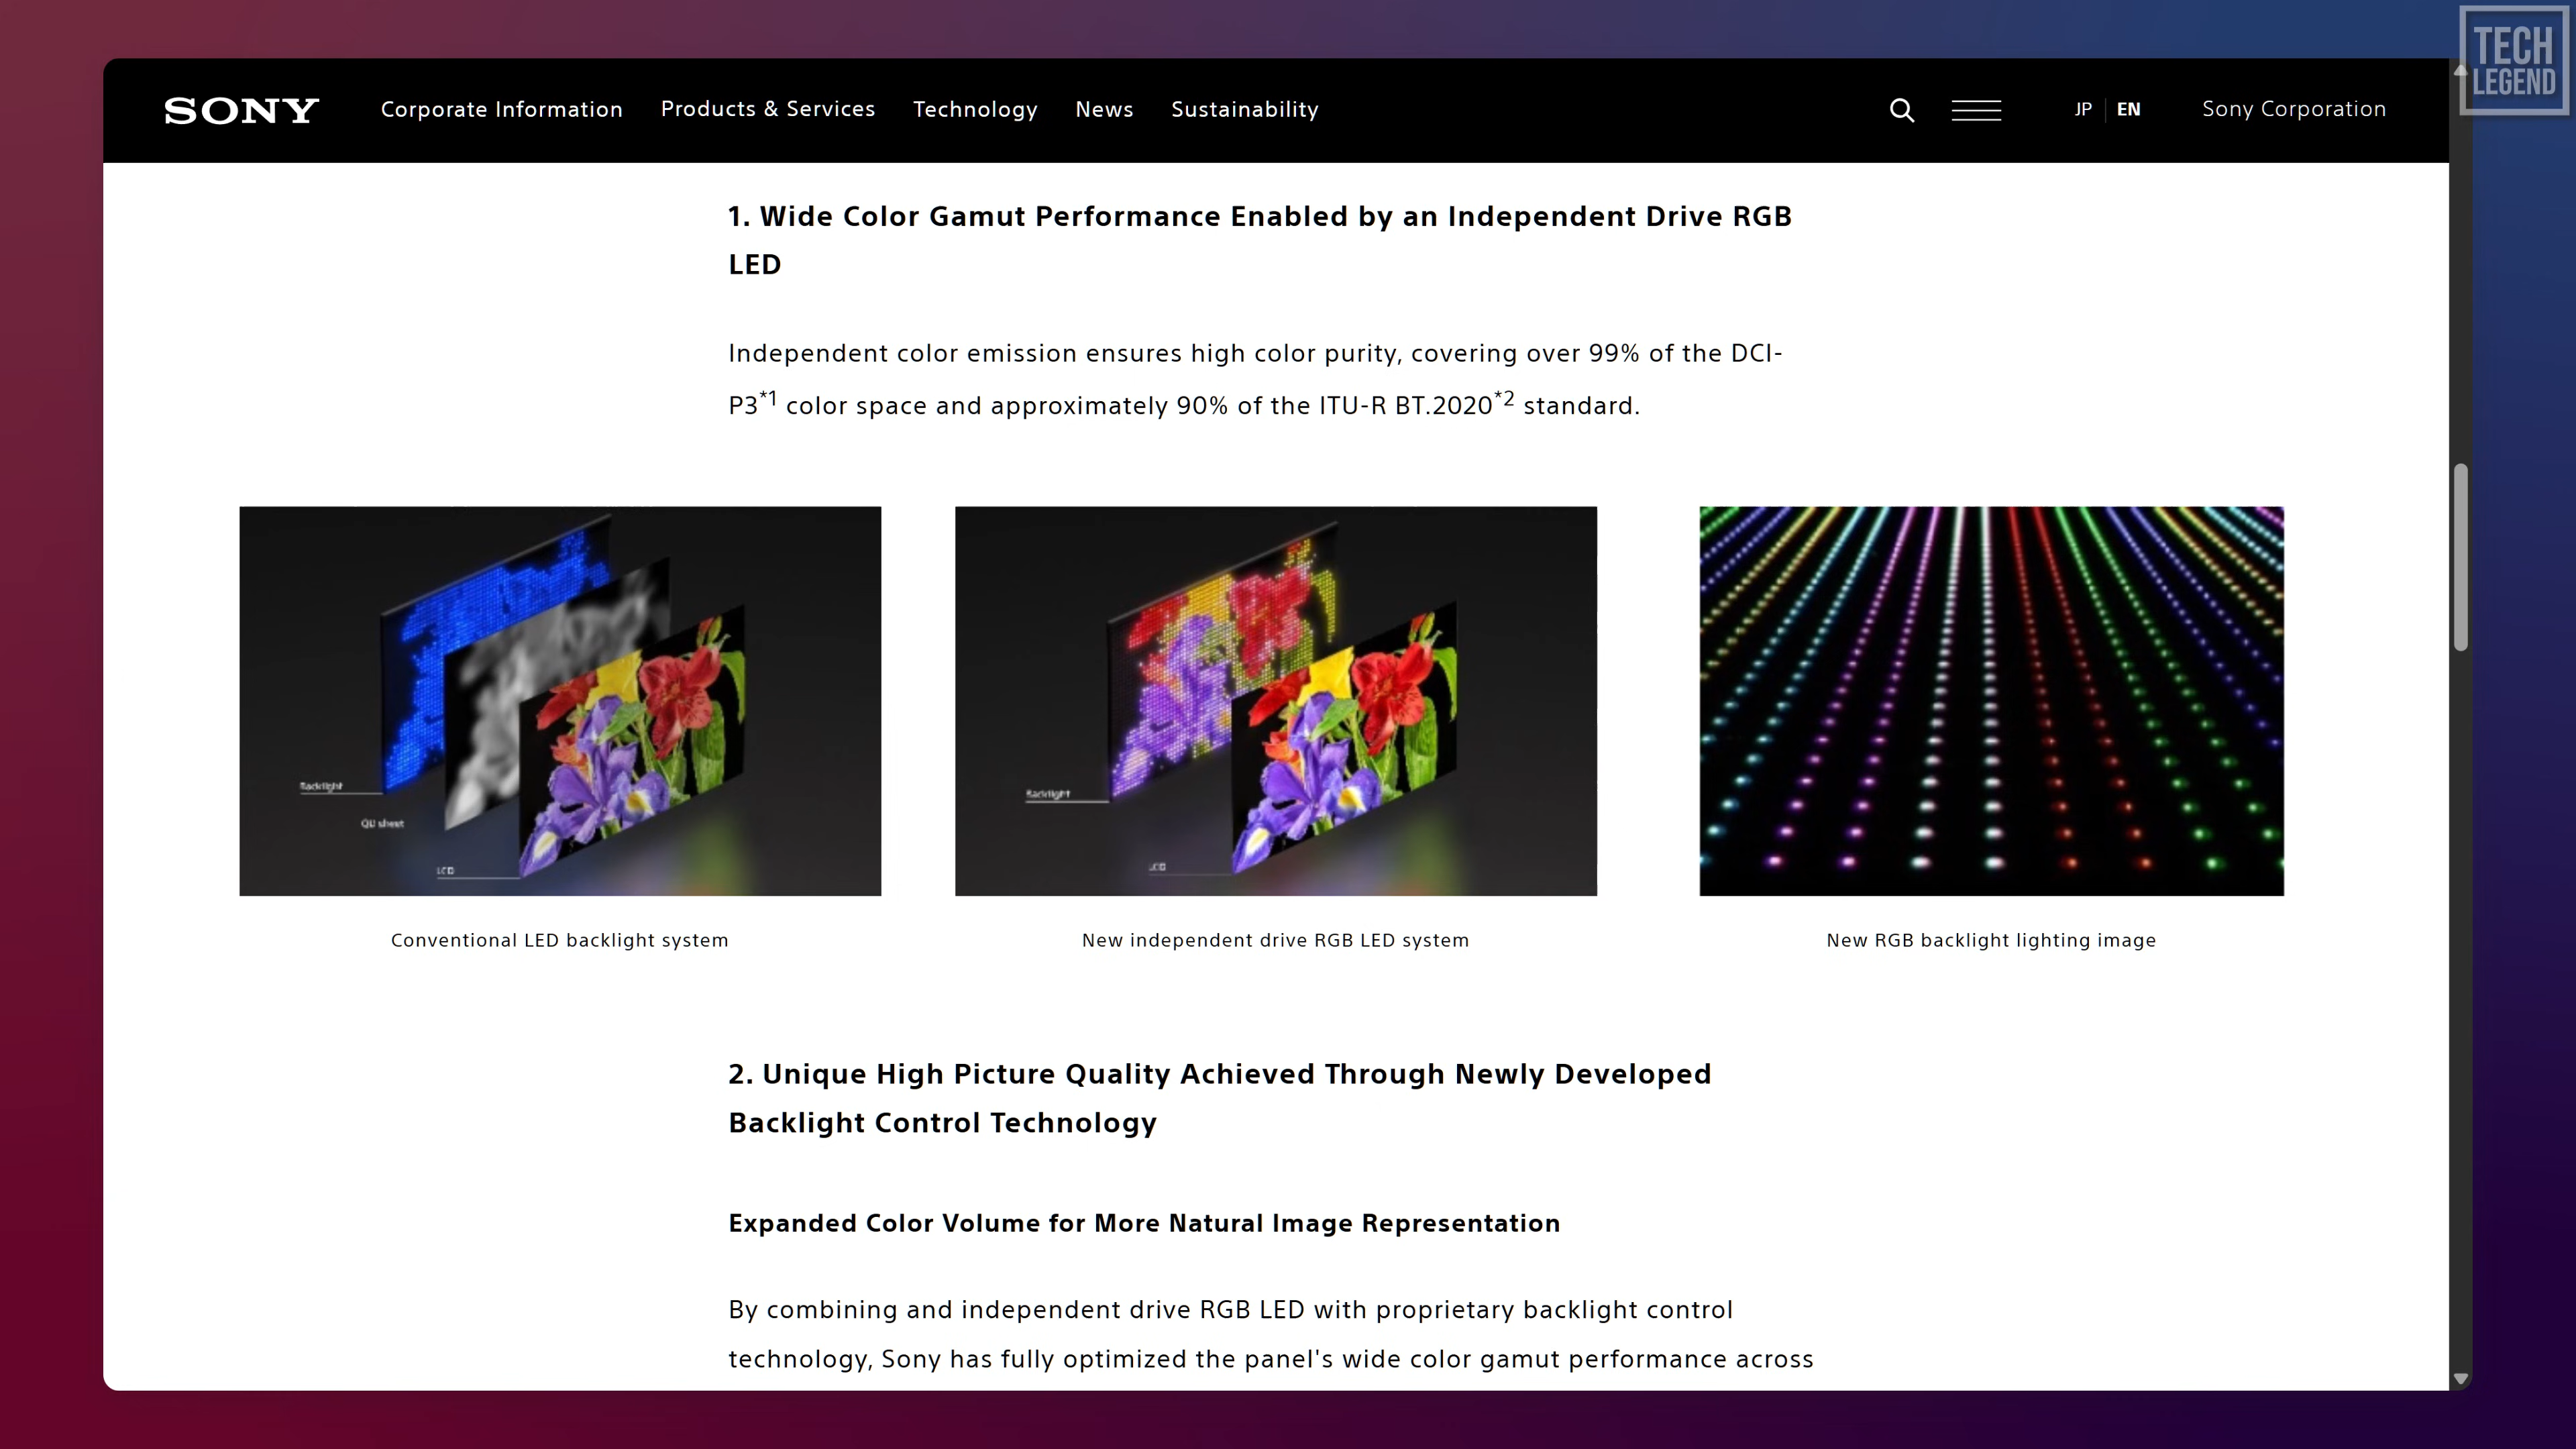 TECH
LEGEND
SONY
Corporate Information
Products & Services
Technology
News
Sustainability
JP
EN
Sony Corporation
1. Wide Color Gamut Performance Enabled by an Independent Drive RGB
LED
Independent color emission ensures high color purity, covering over 99% of the DCI-
P3*1 color space and approximately 90% of the ITU-R BT.2020*2 standard.
Backlight
QD sheet
LCD
Backlight
LCD
Conventional LED backlight system
New independent drive RGB LED system
New RGB backlight lighting image
2. Unique High Picture Quality Achieved Through Newly Developed
Backlight Control Technology
Expanded Color Volume for More Natural Image Representation
By combining and independent drive RGB LED with proprietary backlight control
technology, Sony has fully optimized the panel's wide color gamut performance across